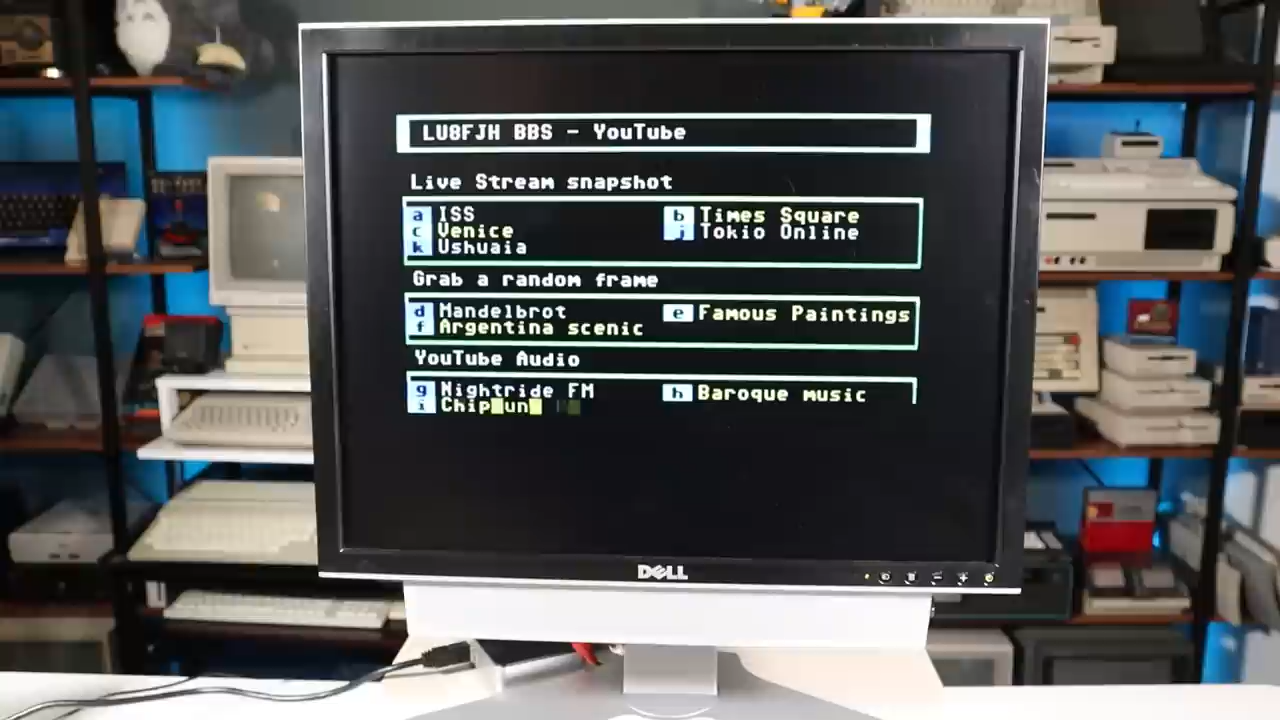 LU8FJH BBS - YouTube
Live Stream snapshot
a ISS b Times Square
c Venice j Tokio Online
k Ushuaia
Grab a random frame
d Mandelbrot e Famous Paintings
f Argentina scenic
YouTube Audio
g Nightride FM h Baroque music
i Chip un
DELL